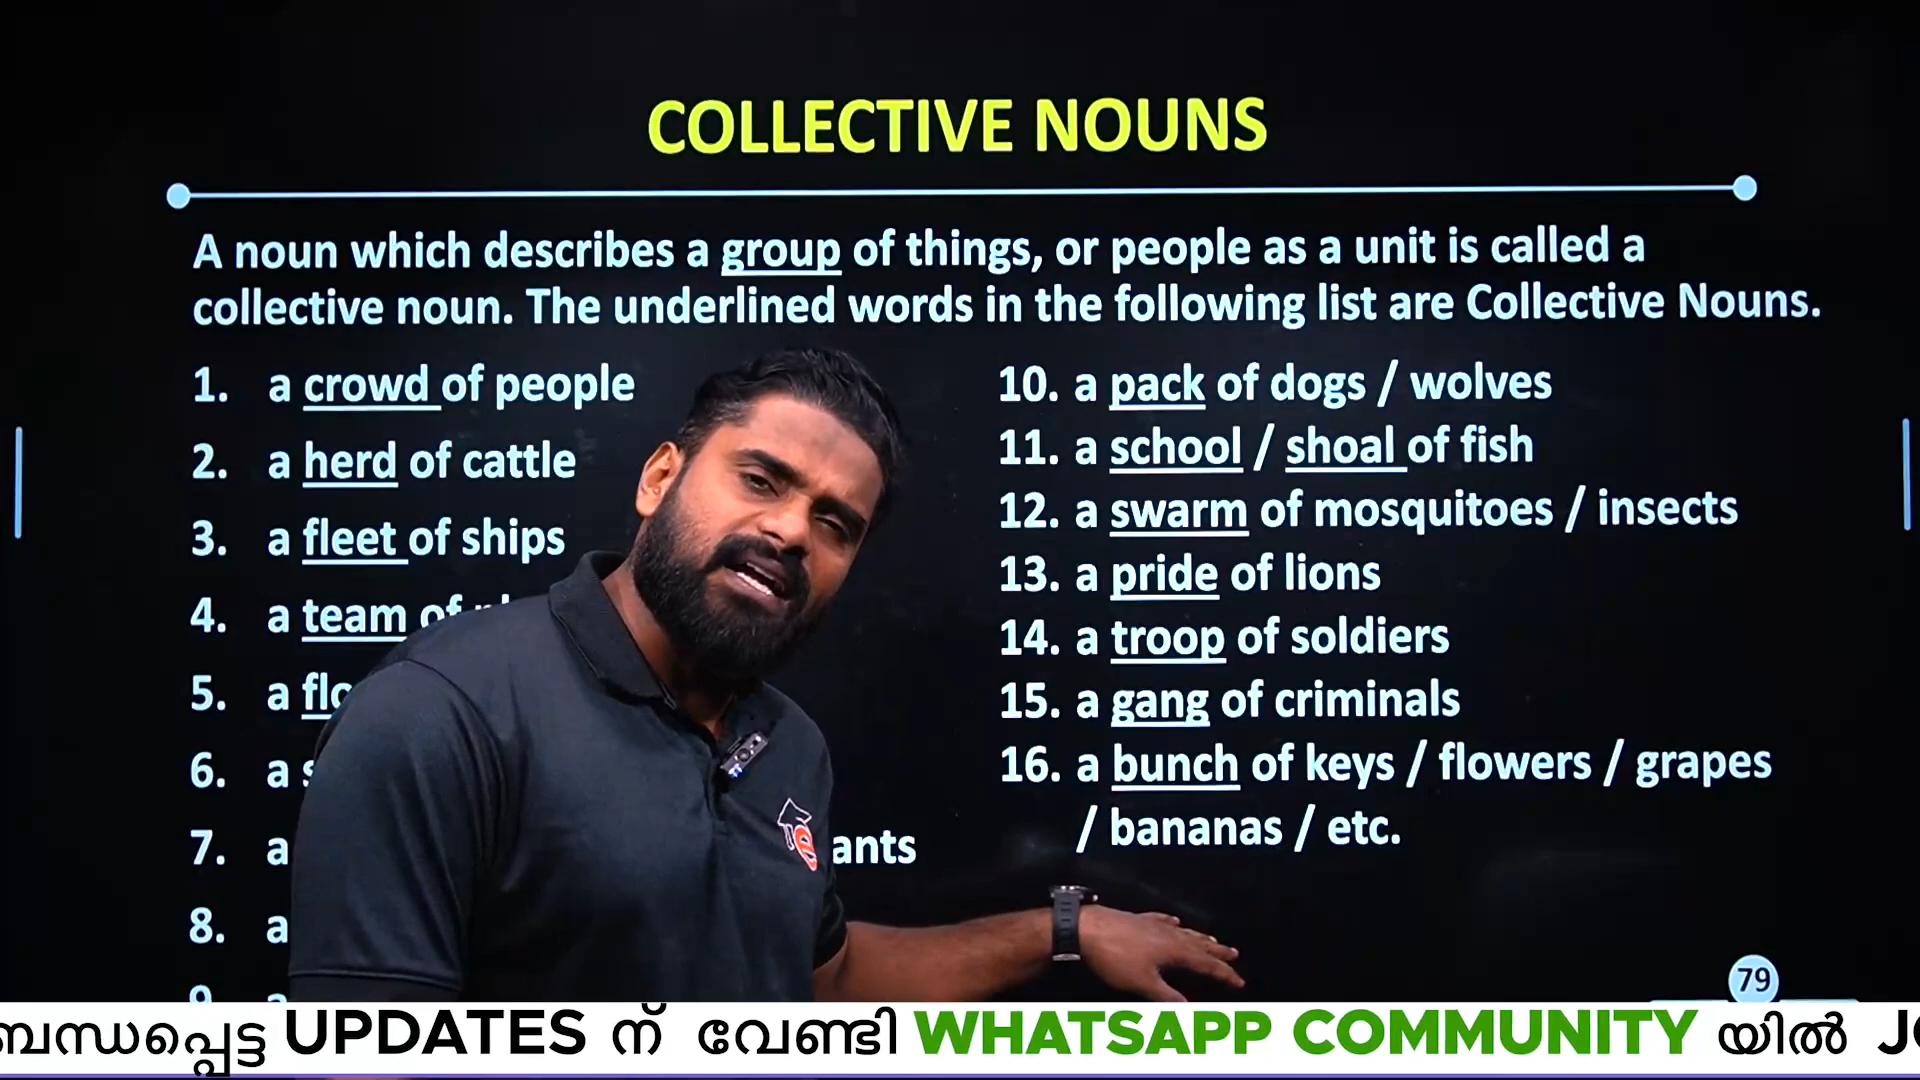 COLLECTIVE NOUNS
A noun which describes a group of things, or people as a unit is called a
collective noun. The underlined words in the following list are Collective Nouns.
1. a crowd of people
2. a herd of cattle
3. a fleet of ships
4. a team of
5. a
6. a
7. a ants
8. a
9. a
10. a pack of dogs / wolves
11. a school / shoal of fish
12. a swarm of mosquitoes / insects
13. a pride of lions
14. a troop of soldiers
15. a gang of criminals
16. a bunch of keys / flowers / grapes
/ bananas / etc.
79
ബന്ധപ്പെട്ട UPDATES ന് വേണ്ടി WHATSAPP COMMUNITY യിൽ